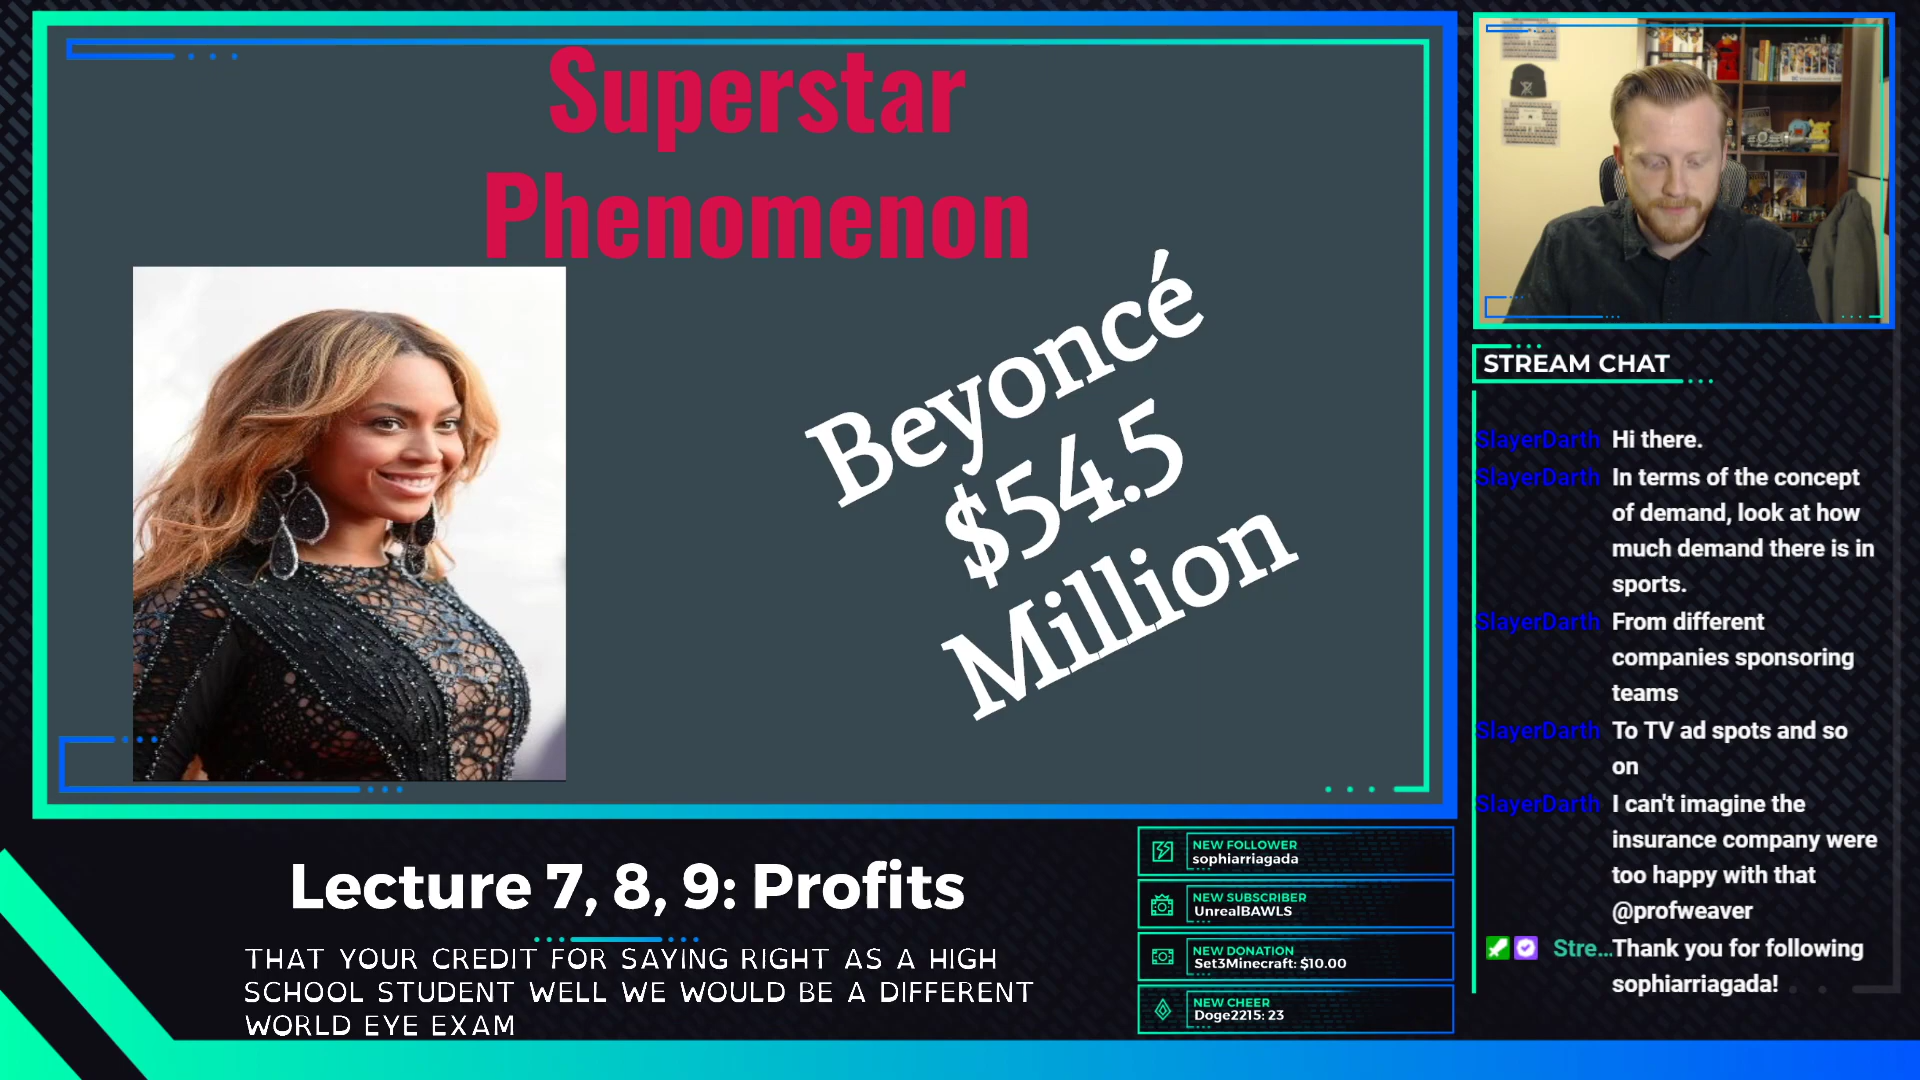 Superstar
Phenomenon
Beyoncé
$54.5
Million
STREAM CHAT
SlayerDarth Hi there.
SlayerDarth In terms of the concept
of demand, look at how
much demand there is in
sports.
SlayerDarth From different
companies sponsoring
teams
SlayerDarth To TV ad spots and so
on
SlayerDarth I can't imagine the
insurance company were
too happy with that
@profweaver
Stre...Thank you for following
sophiarriagada!
Lecture 7, 8, 9: Profits
THAT YOUR CREDIT FOR SAYING RIGHT AS A HIGH
SCHOOL STUDENT WELL WE WOULD BE A DIFFERENT
WORLD EYE EXAM
NEW FOLLOWER
sophiarriagada
NEW SUBSCRIBER
UnrealBAWLS
NEW DONATION
Set3Minecraft: $10.00
NEW CHEER
Doge2215: 23